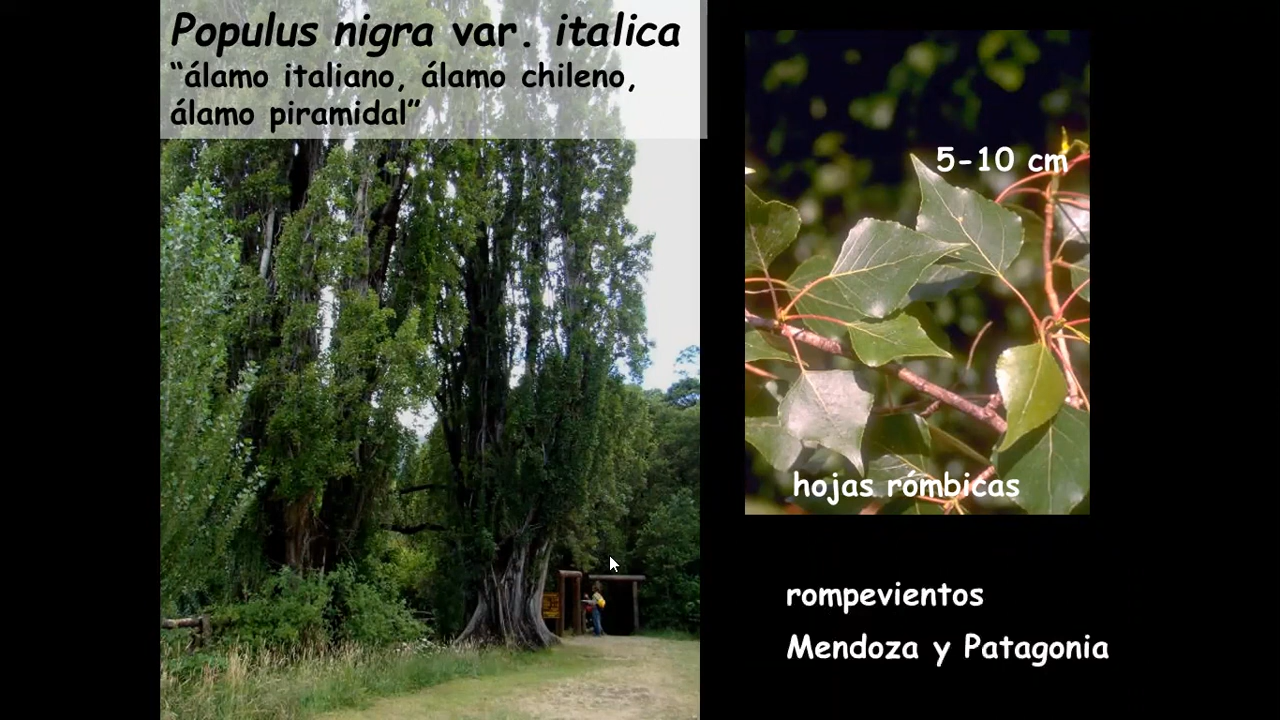 Populus nigra var. italica
“álamo italiano, álamo chileno,
álamo piramidal”
5-10 cm
hojas rómbicas
rompevientos
Mendoza y Patagonia